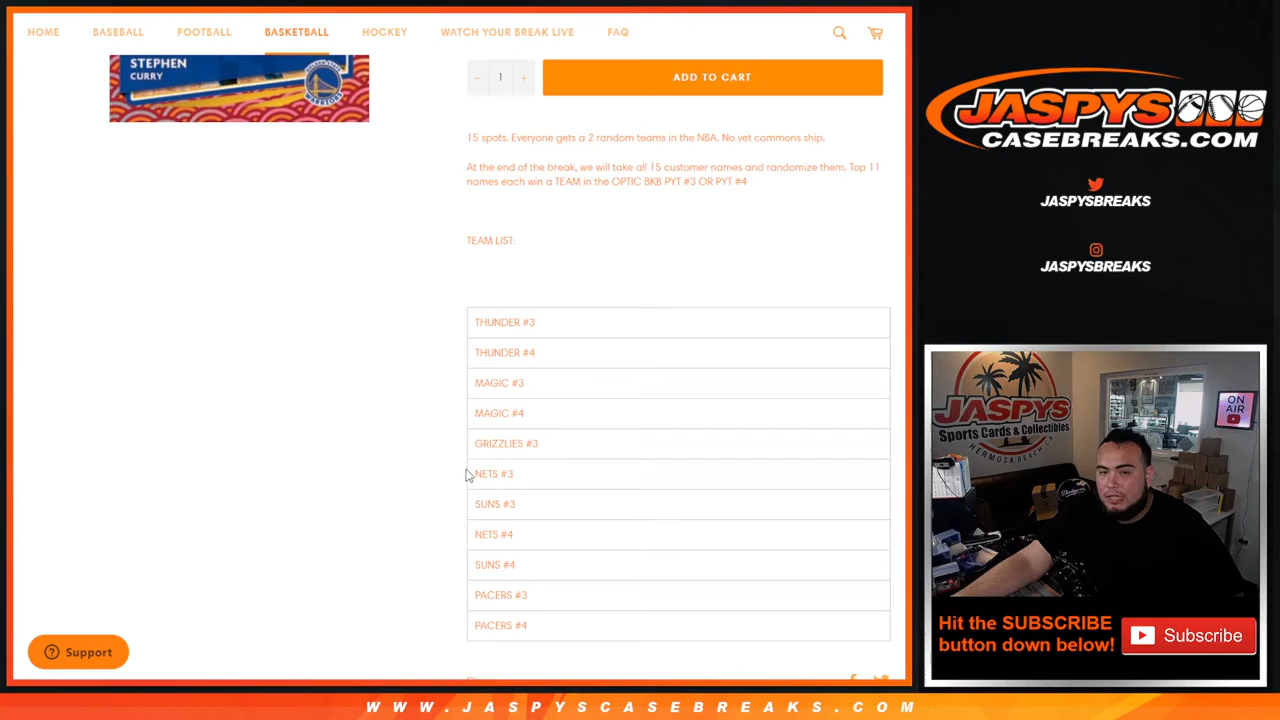 HOME BASEBALL FOOTBALL BASKETBALL HOCKEY WATCH YOUR BREAK LIVE FAQ
STEPHEN
CURRY
WARRIORS
− 1 + ADD TO CART
15 spots. Everyone gets a 2 random teams in the NBA. No vet commons ship.
At the end of the break, we will take all 15 customer names and randomize them. Top 11
names each win a TEAM in the OPTIC BKB PYT #3 OR PYT #4
TEAM LIST:
THUNDER #3
THUNDER #4
MAGIC #3
MAGIC #4
GRIZZLIES #3
NETS #3
SUNS #3
NETS #4
SUNS #4
PACERS #3
PACERS #4
Support
JASPYS
CASEBREAKS.COM
JASPYSBREAKS
JASPYSBREAKS
JASPYS
Sports Cards & Collectibles
HERMOSA BEACH CA
ON
AIR
Dodgers
Hit the SUBSCRIBE
button down below!
Subscribe
WWW.JASPYSCASEBREAKS.COM